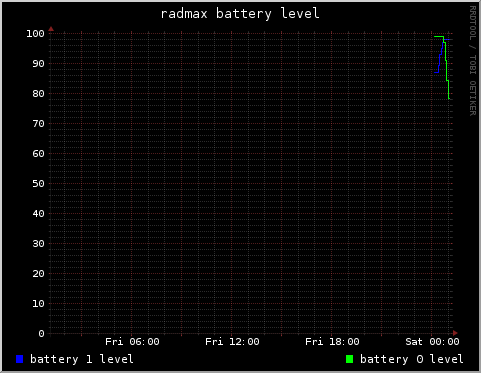 radmax battery level
RRDTOOL / TOBI OETIKER
100
90
80
70
60
50
40
30
20
10
0
Fri 06:00 Fri 12:00 Fri 18:00 Sat 00:00
battery 1 level battery 0 level